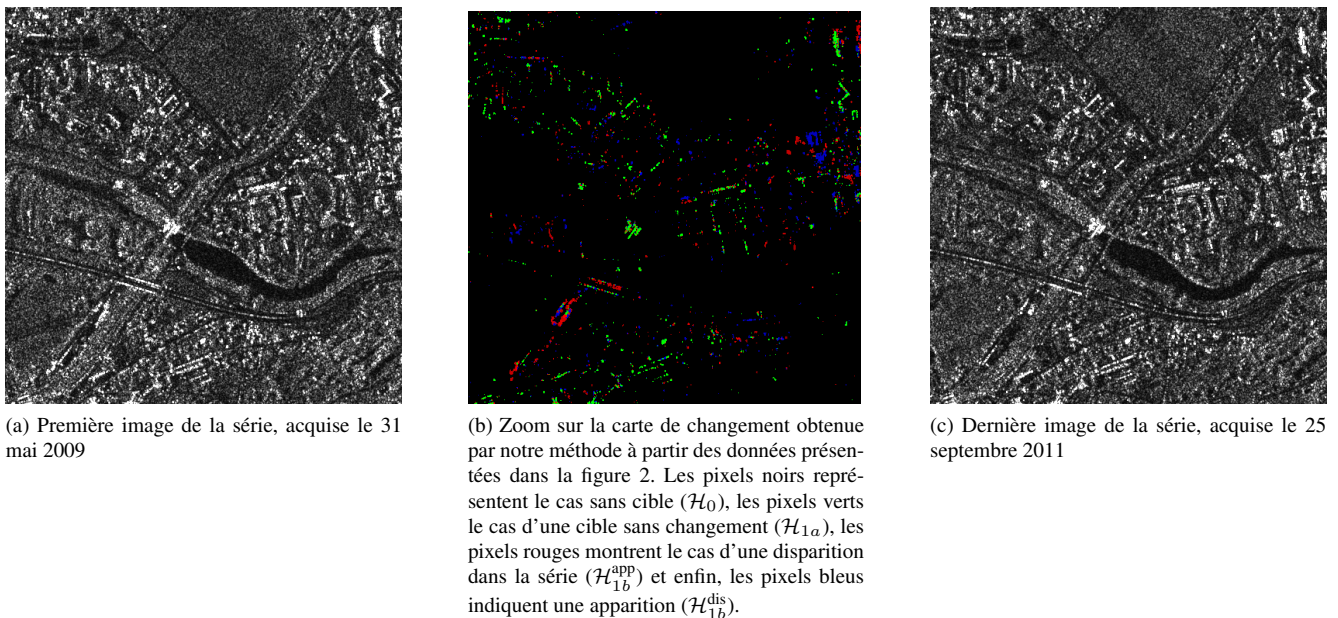 (a) Première image de la série, acquise le 31
mai 2009
(b) Zoom sur la carte de changement obtenue
par notre méthode à partir des données présen-
tées dans la figure 2. Les pixels noirs repré-
sentent le cas sans cible (H₀), les pixels verts
le cas d'une cible sans changement (H₁ₐ), les
pixels rouges montrent le cas d'une disparition
dans la série (H_{1b}^{app}) et enfin, les pixels bleus
indiquent une apparition (H_{1b}^{dis}).
(c) Dernière image de la série, acquise le 25
septembre 2011